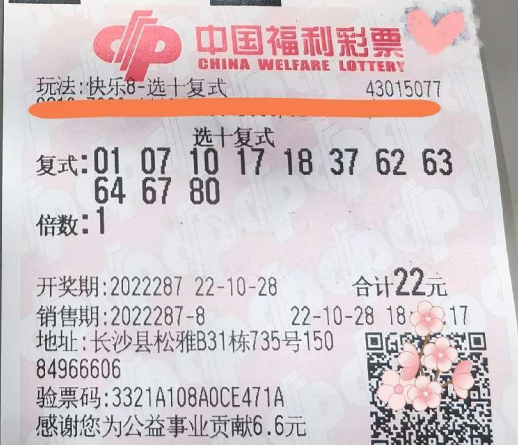 中国福利彩票
CHINA WELFARE LOTTERY
玩法:快乐8-选十复式 43015077
选十复式
复式:01 07 10 17 18 37 62 63
64 67 80
倍数:1
开奖期:2022287 22-10-28 合计22元
销售期:2022287-8 22-10-28 18: 17
地址:长沙县松雅B31栋735号150
84966606
验票码:3321A108A0CE471A
感谢您为公益事业贡献6.6元